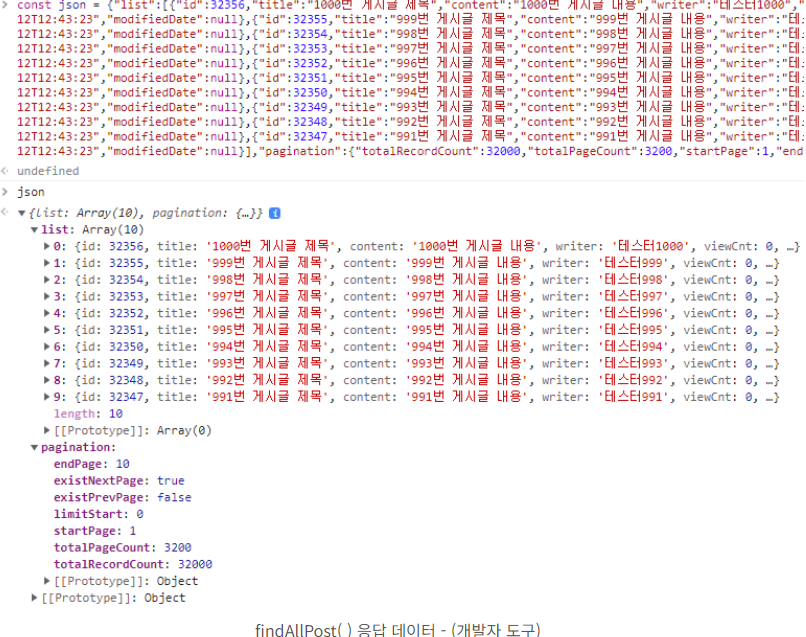 const json = {"list":[{"id":32356,"title":"1000번 게시글 제목","content":"1000번 게시글 내용","writer":"테스터1000","
12T12:43:23","modifiedDate":null},{"id":32355,"title":"999번 게시글 제목","content":"999번 게시글 내용","writer":"테
12T12:43:23","modifiedDate":null},{"id":32354,"title":"998번 게시글 제목","content":"998번 게시글 내용","writer":"테
12T12:43:23","modifiedDate":null},{"id":32353,"title":"997번 게시글 제목","content":"997번 게시글 내용","writer":"테
12T12:43:23","modifiedDate":null},{"id":32352,"title":"996번 게시글 제목","content":"996번 게시글 내용","writer":"테
12T12:43:23","modifiedDate":null},{"id":32351,"title":"995번 게시글 제목","content":"995번 게시글 내용","writer":"테
12T12:43:23","modifiedDate":null},{"id":32350,"title":"994번 게시글 제목","content":"994번 게시글 내용","writer":"테
12T12:43:23","modifiedDate":null},{"id":32349,"title":"993번 게시글 제목","content":"993번 게시글 내용","writer":"테
12T12:43:23","modifiedDate":null},{"id":32348,"title":"992번 게시글 제목","content":"992번 게시글 내용","writer":"테
12T12:43:23","modifiedDate":null},{"id":32347,"title":"991번 게시글 제목","content":"991번 게시글 내용","writer":"테
12T12:43:23","modifiedDate":null}],"pagination":{"totalRecordCount":32000,"totalPageCount":3200,"startPage":1,"end
undefined
json
{list: Array(10), pagination: {…}}
list: Array(10)
0: {id: 32356, title: '1000번 게시글 제목', content: '1000번 게시글 내용', writer: '테스터1000', viewCnt: 0, …}
1: {id: 32355, title: '999번 게시글 제목', content: '999번 게시글 내용', writer: '테스터999', viewCnt: 0, …}
2: {id: 32354, title: '998번 게시글 제목', content: '998번 게시글 내용', writer: '테스터998', viewCnt: 0, …}
3: {id: 32353, title: '997번 게시글 제목', content: '997번 게시글 내용', writer: '테스터997', viewCnt: 0, …}
4: {id: 32352, title: '996번 게시글 제목', content: '996번 게시글 내용', writer: '테스터996', viewCnt: 0, …}
5: {id: 32351, title: '995번 게시글 제목', content: '995번 게시글 내용', writer: '테스터995', viewCnt: 0, …}
6: {id: 32350, title: '994번 게시글 제목', content: '994번 게시글 내용', writer: '테스터994', viewCnt: 0, …}
7: {id: 32349, title: '993번 게시글 제목', content: '993번 게시글 내용', writer: '테스터993', viewCnt: 0, …}
8: {id: 32348, title: '992번 게시글 제목', content: '992번 게시글 내용', writer: '테스터992', viewCnt: 0, …}
9: {id: 32347, title: '991번 게시글 제목', content: '991번 게시글 내용', writer: '테스터991', viewCnt: 0, …}
length: 10
[[Prototype]]: Array(0)
pagination:
endPage: 10
existNextPage: true
existPrevPage: false
limitStart: 0
startPage: 1
totalPageCount: 3200
totalRecordCount: 32000
[[Prototype]]: Object
[[Prototype]]: Object
findAllPost( ) 응답 데이터 - (개발자 도구)